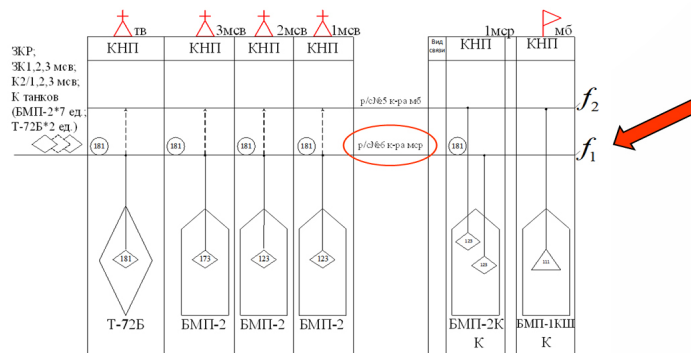 тв
3мсв
2мсв
1мсв
1мср
мб
КНП
КНП
КНП
КНП
Вид связи
КНП
КНП
ЗКР;
ЗК1,2,3 мсв;
К2/1,2,3 мсв;
К танков
(БМП-2*7 ед.;
Т-72Б*2 ед.)
р/с№5 к-ра мб
f2
181
181
181
181
р/с№6 к-ра мср
181
f1
181
173
123
123
123
123
111
Т-72Б
БМП-2
БМП-2
БМП-2
БМП-2К
К
БМП-1КШ
К